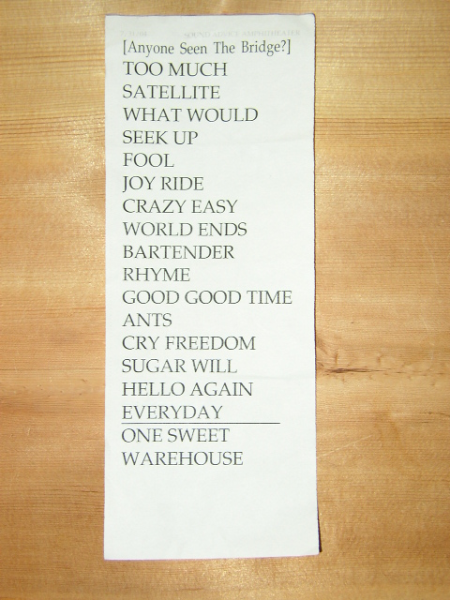 [Anyone Seen The Bridge?]
TOO MUCH
SATELLITE
WHAT WOULD
SEEK UP
FOOL
JOY RIDE
CRAZY EASY
WORLD ENDS
BARTENDER
RHYME
GOOD GOOD TIME
ANTS
CRY FREEDOM
SUGAR WILL
HELLO AGAIN
EVERYDAY
ONE SWEET
WAREHOUSE